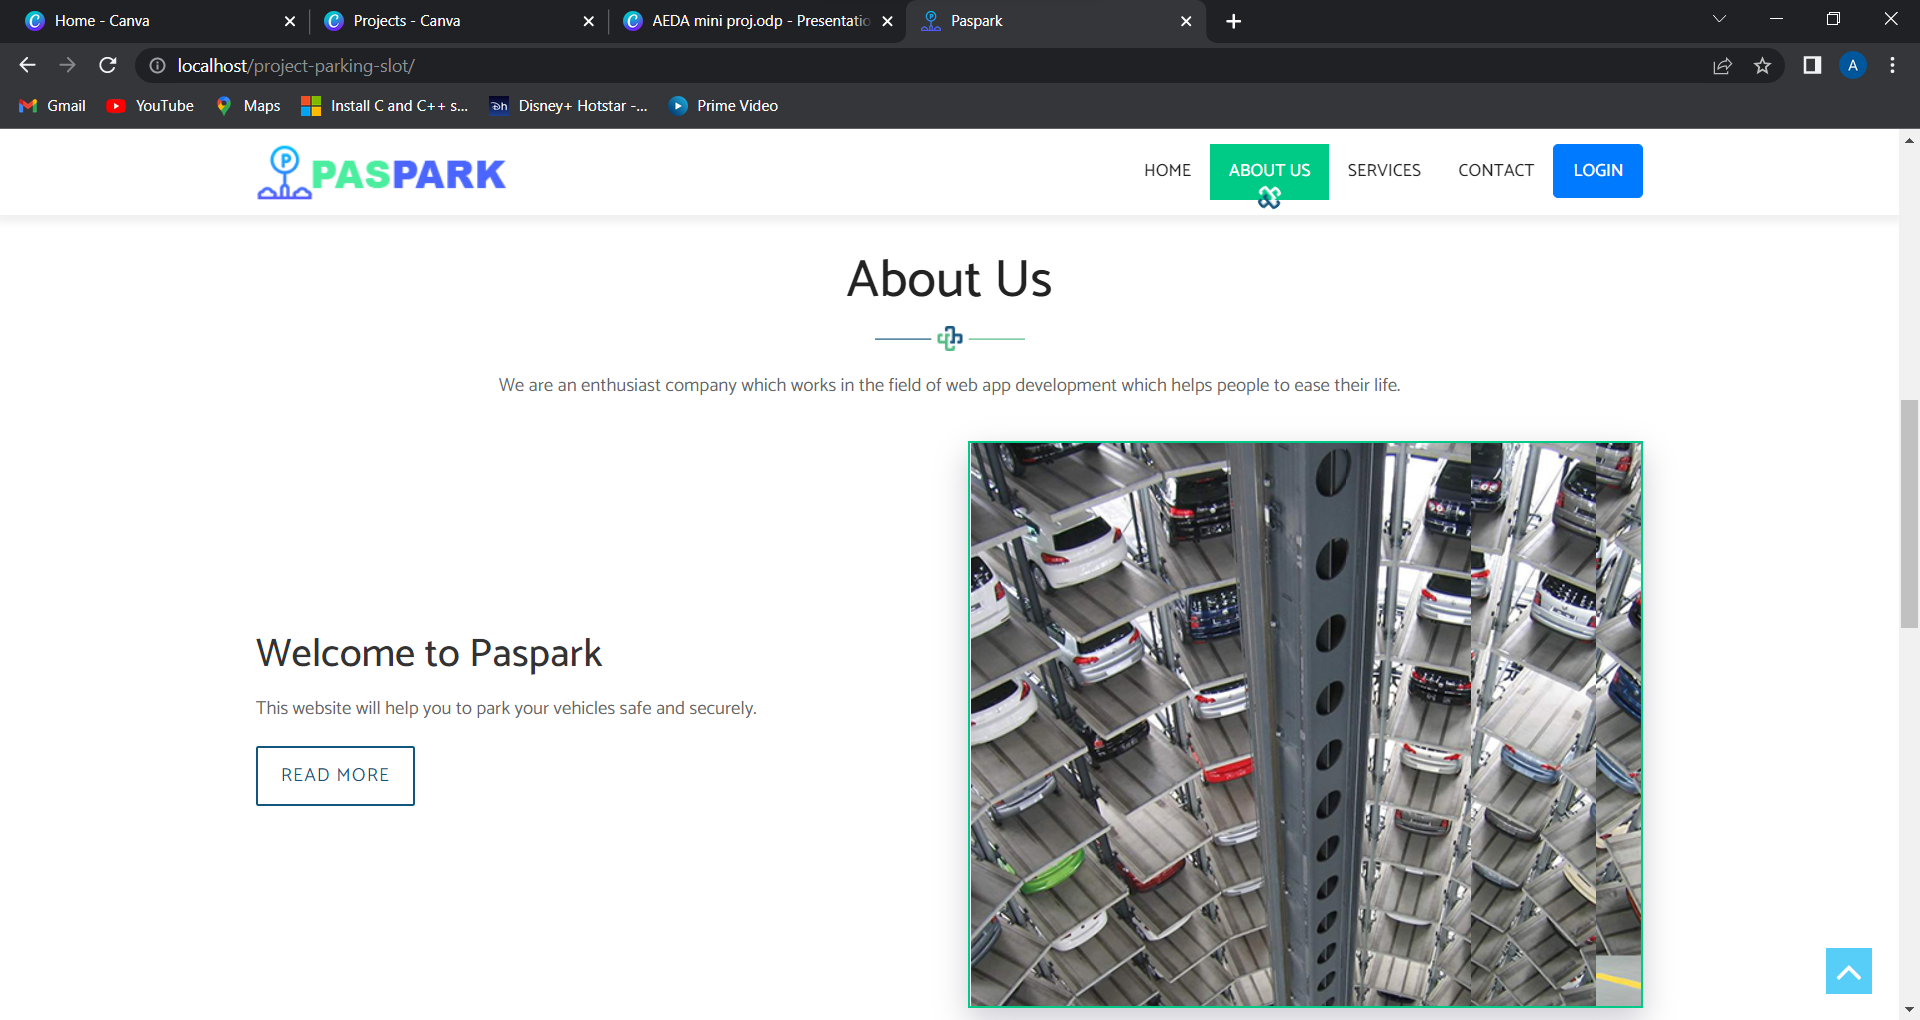 Home - Canva
Projects - Canva
AEDA mini proj.odp - Presentatio
Paspark
localhost/project-parking-slot/
A
Gmail
YouTube
Maps
Install C and C++ s...
Disney+ Hotstar -...
Prime Video
P PASPARK
HOME
ABOUT US
SERVICES
CONTACT
LOGIN
About Us
We are an enthusiast company which works in the field of web app development which helps people to ease their life.
Welcome to Paspark
This website will help you to park your vehicles safe and securely.
READ MORE